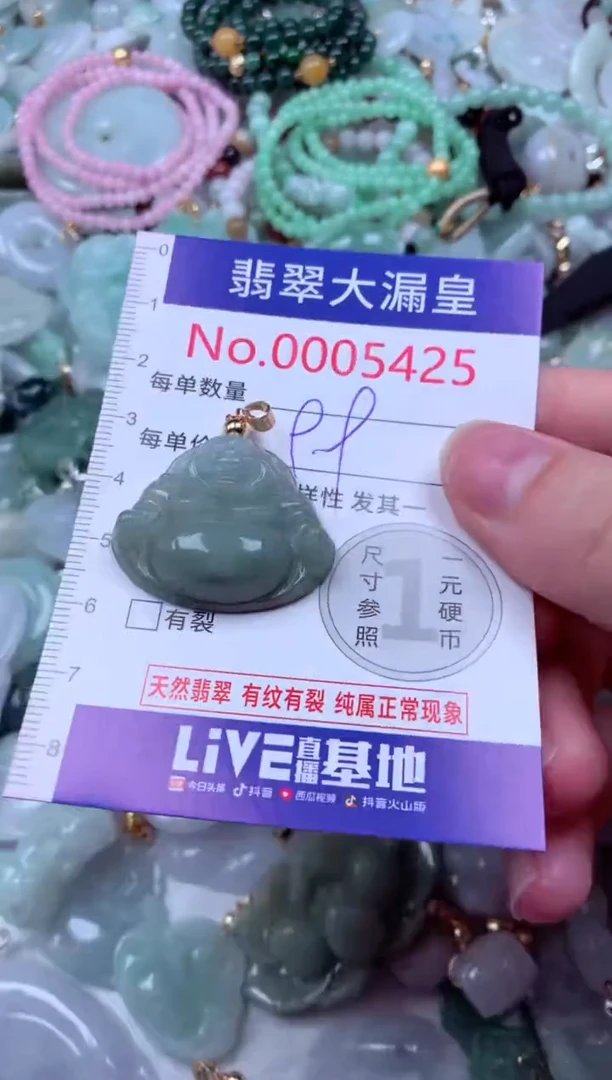 翡翠大漏皇
No.0005425
每单数量
每单价
样性 发其一
尺寸参照
1
一元硬币
有裂
天然翡翠 有纹有裂 纯属正常现象
LiVE直播基地
今日头条 抖音 西瓜视频 抖音火山版
0
1
2
3
4
5
6
7
8